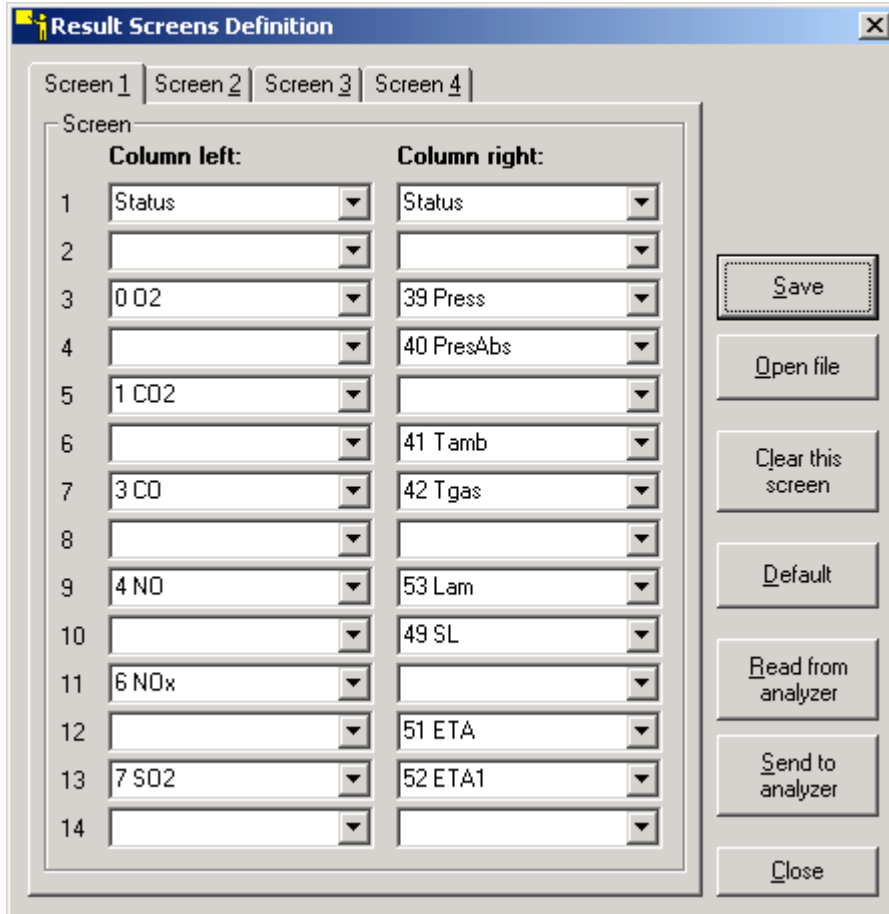 Result Screens Definition
Screen 1 Screen 2 Screen 3 Screen 4
Screen
Column left: Column right:
1 Status Status
2
3 0 O2 39 Press
4 40 PresAbs
5 1 CO2
6 41 Tamb
7 3 CO 42 Tgas
8
9 4 NO 53 Lam
10 49 SL
11 6 NOx
12 51 ETA
13 7 SO2 52 ETA1
14
Save
Open file
Clear this
screen
Default
Read from
analyzer
Send to
analyzer
Close